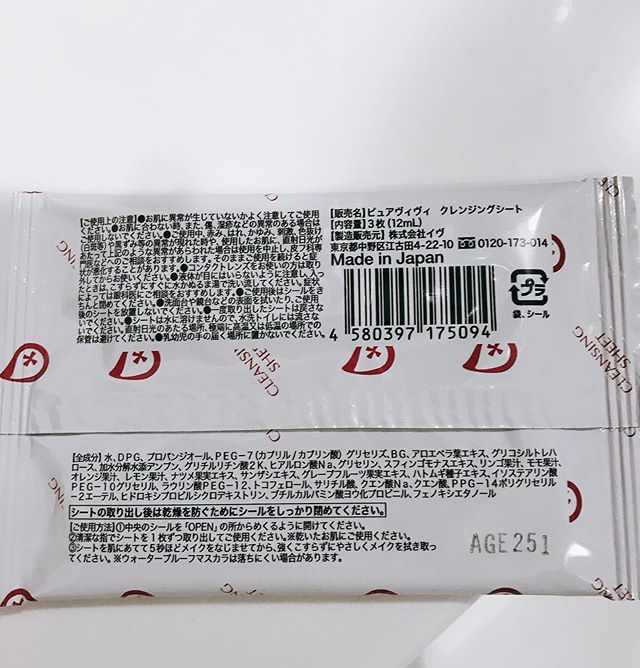 【ご使用上の注意】●お肌に異常が生じていないかよく注意してご使用
ください。●お肌に合わない時、また、傷、湿疹などの異常のある場合は
ご使用しないでください。●ご使用中、赤み、はれ、かゆみ、刺激、色抜け
(白斑等)や黒ずみ等の異常が現れた時や、使用したお肌に、直射日光が
あたって上記のような異常があらわれた場合は使用を中止し、皮フ科専
門医などへのご相談をおすすめします。そのままご使用を続けると症
状が悪化することがあります。●コンタクトレンズをお使いの方は取り
外してからお使いください。●液体が目にはいらないように注意し、入っ
たときは、こすらずにすぐに水かぬるま湯で洗い流してください。症状
によっては眼科医にご相談をおすすめします。●ご使用後はシールをき
ちんと閉めてください。●洗面台や鏡台などの表面を拭いたり、ご使用
後のシートを放置しないでください。●一度取り出したシートは戻さな
いでください。●シートは水に溶けませんので、水洗トイレには流さな
いでください。直射日光のあたる場所、極端に高温又は低温の場所での
保管は避けてください。●乳幼児の手の届く場所に置かないでください。
【販売名】ピュアヴィヴィ クレンジングシート
【内容量】3枚(12mL)
【製造販売元】株式会社イヴ
東京都中野区江古田4-22-10 0120-173-014
Made in Japan
4 580397 175094
プラ
袋、シール
CLEANSING
SHEET
CLEANSING
SHEET
【全成分】水、DPG、プロパンジオール、PEG-7(カプリル/カプリン酸)グリセリズ、BG、アロエベラ葉エキス、グリコシルトレハ
ロース、加水分解水添デンプン、グリチルリチン酸2K、ヒアルロン酸Na、グリセリン、スフィンゴモナスエキス、リンゴ果汁、モモ果汁、
オレンジ果汁、レモン果汁、ナツメ果実エキス、サンザシエキス、グレープフルーツ果実エキス、ハトムギ種子エキス、イソステアリン酸
PEG-10グリセリル、ラウリン酸PEG-12、トコフェロール、サリチル酸、クエン酸Na、クエン酸、PPG-14ポリグリセリル
-2エーテル、ヒドロキシプロピルシクロデキストリン、ブチルカルバミン酸ヨウ化プロピニル、フェノキシエタノール
シートの取り出し後は乾燥を防ぐためにシールをしっかり閉めてください。
【ご使用方法】①中央のシールを「OPEN」の所からめくるように開けてください。
②清潔な指でシートを1枚ずつ取り出してご使用ください。※乾いたお肌にご使用ください。
③シートを肌にあてて5秒ほどメイクをなじませてから、強くこすらずにやさしくメイクを拭き取っ
てください。※ウォータープルーフマスカラは落ちにくい場合があります。
AGE251